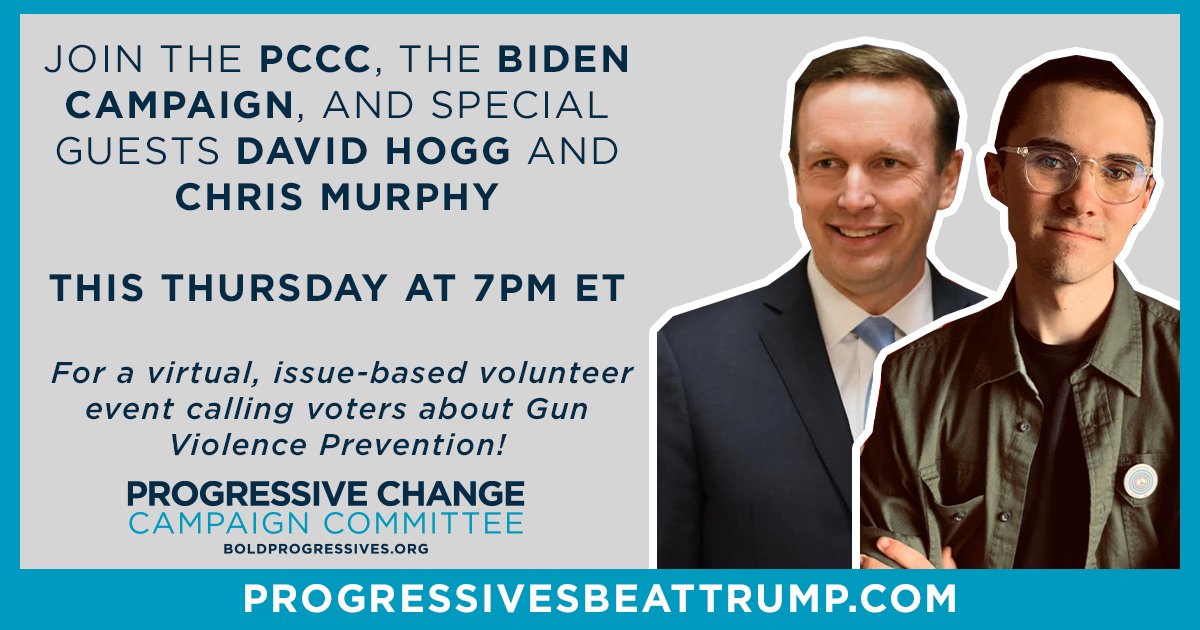 JOIN THE PCCC, THE BIDEN
CAMPAIGN, AND SPECIAL
GUESTS DAVID HOGG AND
CHRIS MURPHY
THIS THURSDAY AT 7PM ET
For a virtual, issue-based volunteer
event calling voters about Gun
Violence Prevention!
PROGRESSIVE CHANGE
CAMPAIGN COMMITTEE
BOLDPROGRESSIVES.ORG
PROGRESSIVESBEATTRUMP.COM